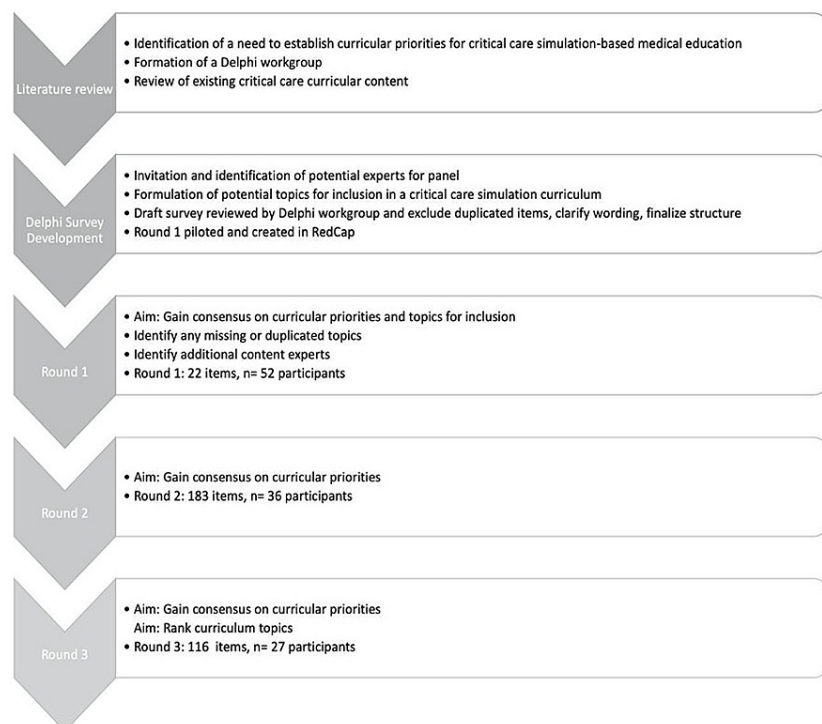 Literature review
• Identification of a need to establish curricular priorities for critical care simulation-based medical education
• Formation of a Delphi workgroup
• Review of existing critical care curricular content
Delphi Survey
Development
• Invitation and identification of potential experts for panel
• Formulation of potential topics for inclusion in a critical care simulation curriculum
• Draft survey reviewed by Delphi workgroup and exclude duplicated items, clarify wording, finalize structure
• Round 1 piloted and created in RedCap
Round 1
• Aim: Gain consensus on curricular priorities and topics for inclusion
• Identify any missing or duplicated topics
• Identify additional content experts
• Round 1: 22 items, n= 52 participants
Round 2
• Aim: Gain consensus on curricular priorities
• Round 2: 183 items, n= 36 participants
Round 3
• Aim: Gain consensus on curricular priorities
Aim: Rank curriculum topics
• Round 3: 116 items, n= 27 participants